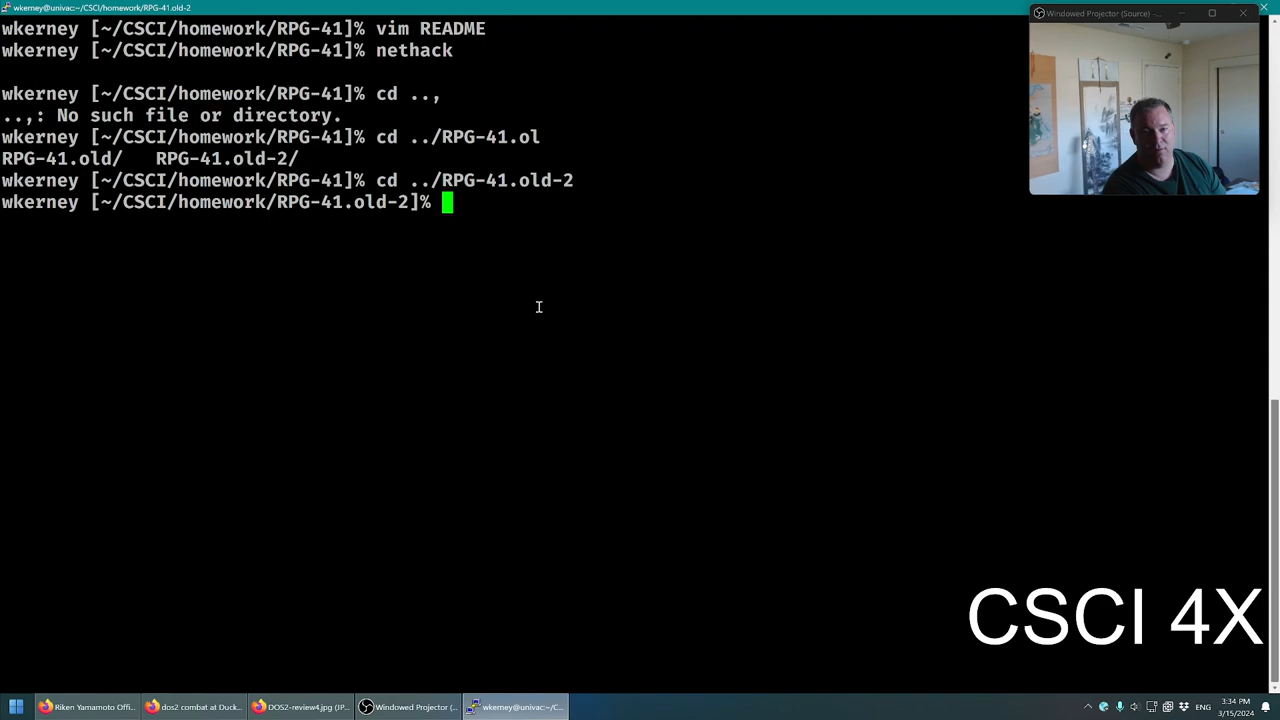 wkerney@univac:~/CSCI/homework/RPG-41.old-2
Windowed Projector (Source) -...
wkerney [~/CSCI/homework/RPG-41]% vim README
wkerney [~/CSCI/homework/RPG-41]% nethack
wkerney [~/CSCI/homework/RPG-41]% cd ..,
..,: No such file or directory.
wkerney [~/CSCI/homework/RPG-41]% cd ../RPG-41.ol
RPG-41.old/   RPG-41.old-2/
wkerney [~/CSCI/homework/RPG-41]% cd ../RPG-41.old-2
wkerney [~/CSCI/homework/RPG-41.old-2]%
CSCI 4X
Riken Yamamoto Offi...
dos2 combat at Duck...
DOS2-review4.jpg (JP...
Windowed Projector (...
wkerney@univac:~/C...
ENG
3:34 PM
3/15/2024